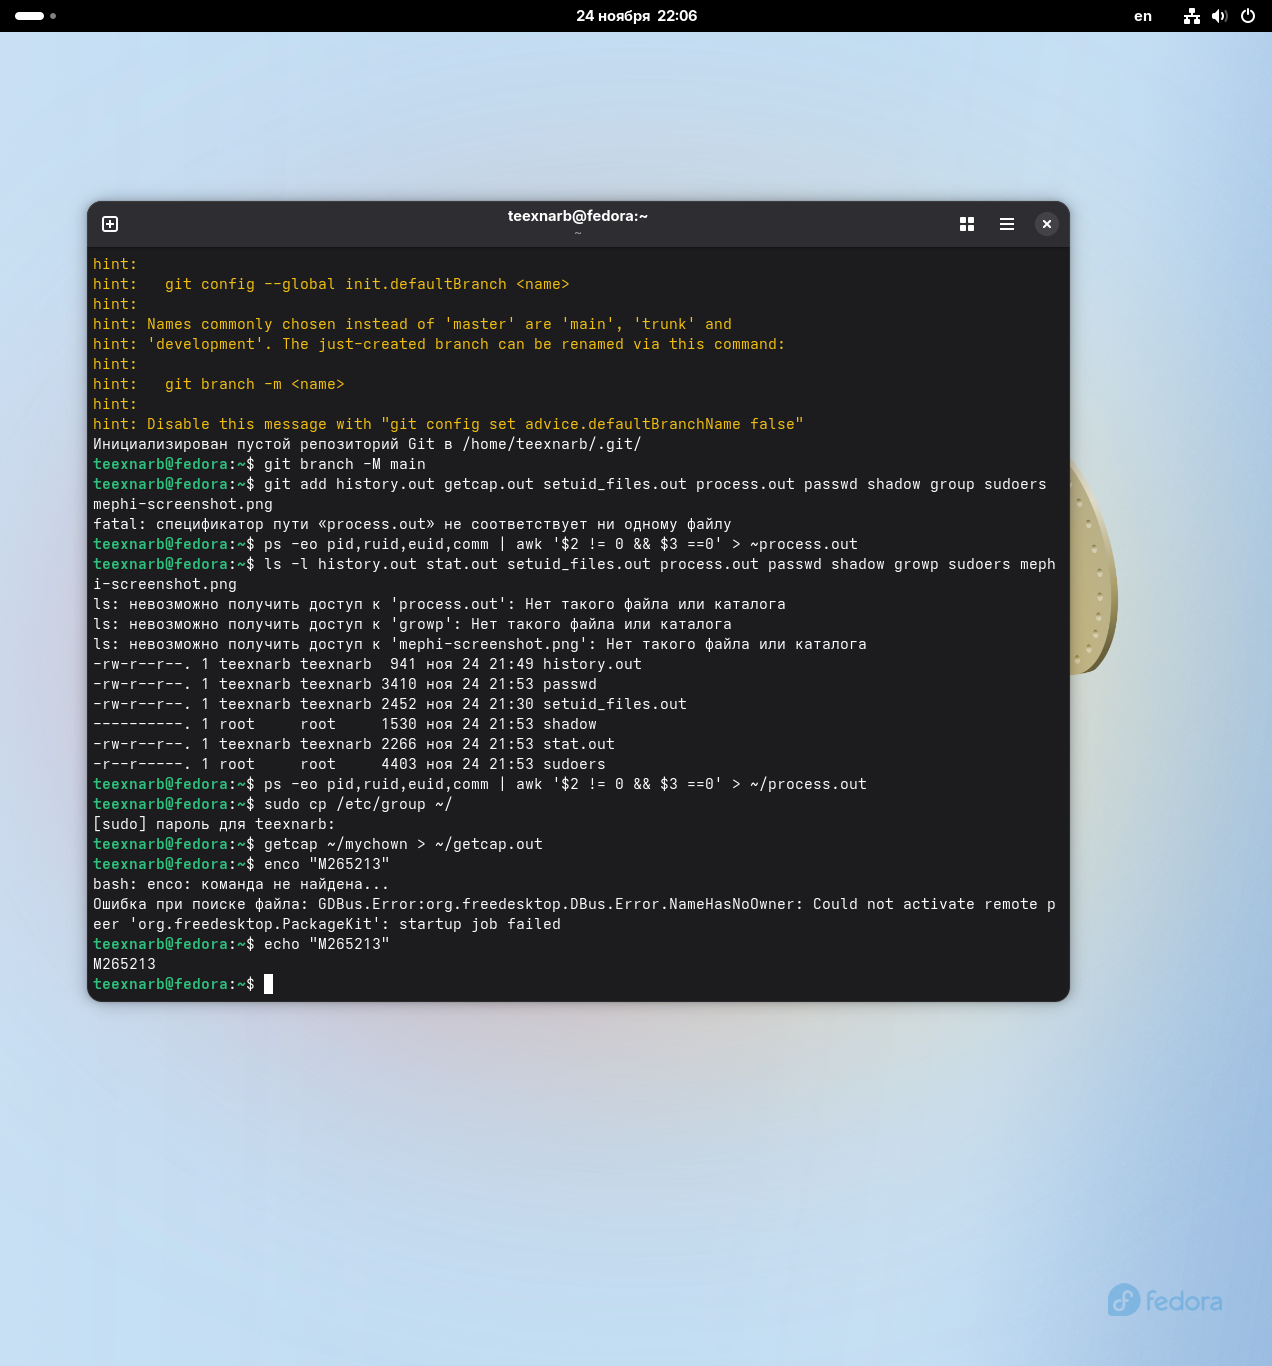 24 ноября 22:06
en
teexnarb@fedora:~
~
hint:
hint:   git config --global init.defaultBranch <name>
hint:
hint: Names commonly chosen instead of 'master' are 'main', 'trunk' and
hint: 'development'. The just-created branch can be renamed via this command:
hint:
hint:   git branch -m <name>
hint:
hint: Disable this message with "git config set advice.defaultBranchName false"
Инициализирован пустой репозиторий Git в /home/teexnarb/.git/
teexnarb@fedora:~$ git branch -M main
teexnarb@fedora:~$ git add history.out getcap.out setuid_files.out process.out passwd shadow group sudoers
mephi-screenshot.png
fatal: спецификатор пути «process.out» не соответствует ни одному файлу
teexnarb@fedora:~$ ps -eo pid,ruid,euid,comm | awk '$2 != 0 && $3 ==0' > ~process.out
teexnarb@fedora:~$ ls -l history.out stat.out setuid_files.out process.out passwd shadow growp sudoers meph
i-screenshot.png
ls: невозможно получить доступ к 'process.out': Нет такого файла или каталога
ls: невозможно получить доступ к 'growp': Нет такого файла или каталога
ls: невозможно получить доступ к 'mephi-screenshot.png': Нет такого файла или каталога
-rw-r--r--. 1 teexnarb teexnarb  941 ноя 24 21:49 history.out
-rw-r--r--. 1 teexnarb teexnarb 3410 ноя 24 21:53 passwd
-rw-r--r--. 1 teexnarb teexnarb 2452 ноя 24 21:30 setuid_files.out
----------. 1 root     root     1530 ноя 24 21:53 shadow
-rw-r--r--. 1 teexnarb teexnarb 2266 ноя 24 21:53 stat.out
-r--r-----. 1 root     root     4403 ноя 24 21:53 sudoers
teexnarb@fedora:~$ ps -eo pid,ruid,euid,comm | awk '$2 != 0 && $3 ==0' > ~/process.out
teexnarb@fedora:~$ sudo cp /etc/group ~/
[sudo] пароль для teexnarb:
teexnarb@fedora:~$ getcap ~/mychown > ~/getcap.out
teexnarb@fedora:~$ enco "M265213"
bash: enco: команда не найдена...
Ошибка при поиске файла: GDBus.Error:org.freedesktop.DBus.Error.NameHasNoOwner: Could not activate remote p
eer 'org.freedesktop.PackageKit': startup job failed
teexnarb@fedora:~$ echo "M265213"
M265213
teexnarb@fedora:~$
fedora